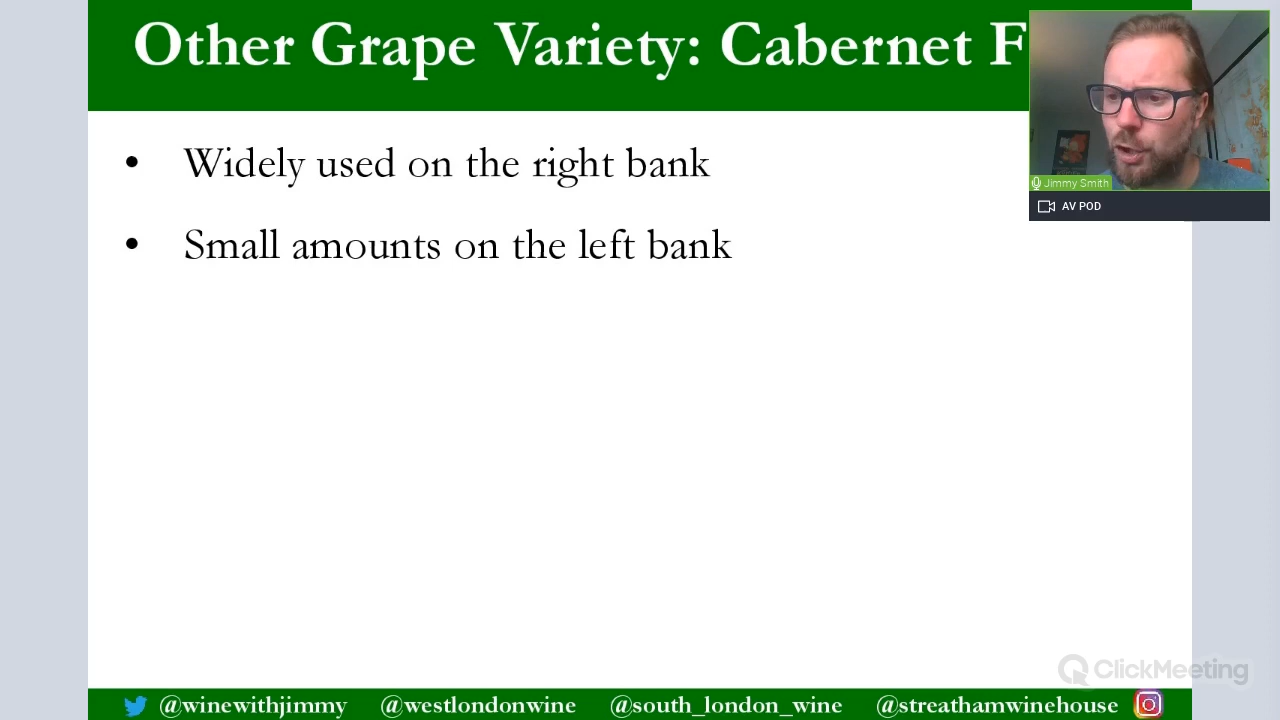 Other Grape Variety: Cabernet F
Jimmy Smith
AV POD
• Widely used on the right bank
• Small amounts on the left bank
ClickMeeting
@winewithjimmy @westlondonwine @south_london_wine @streathamwinehouse